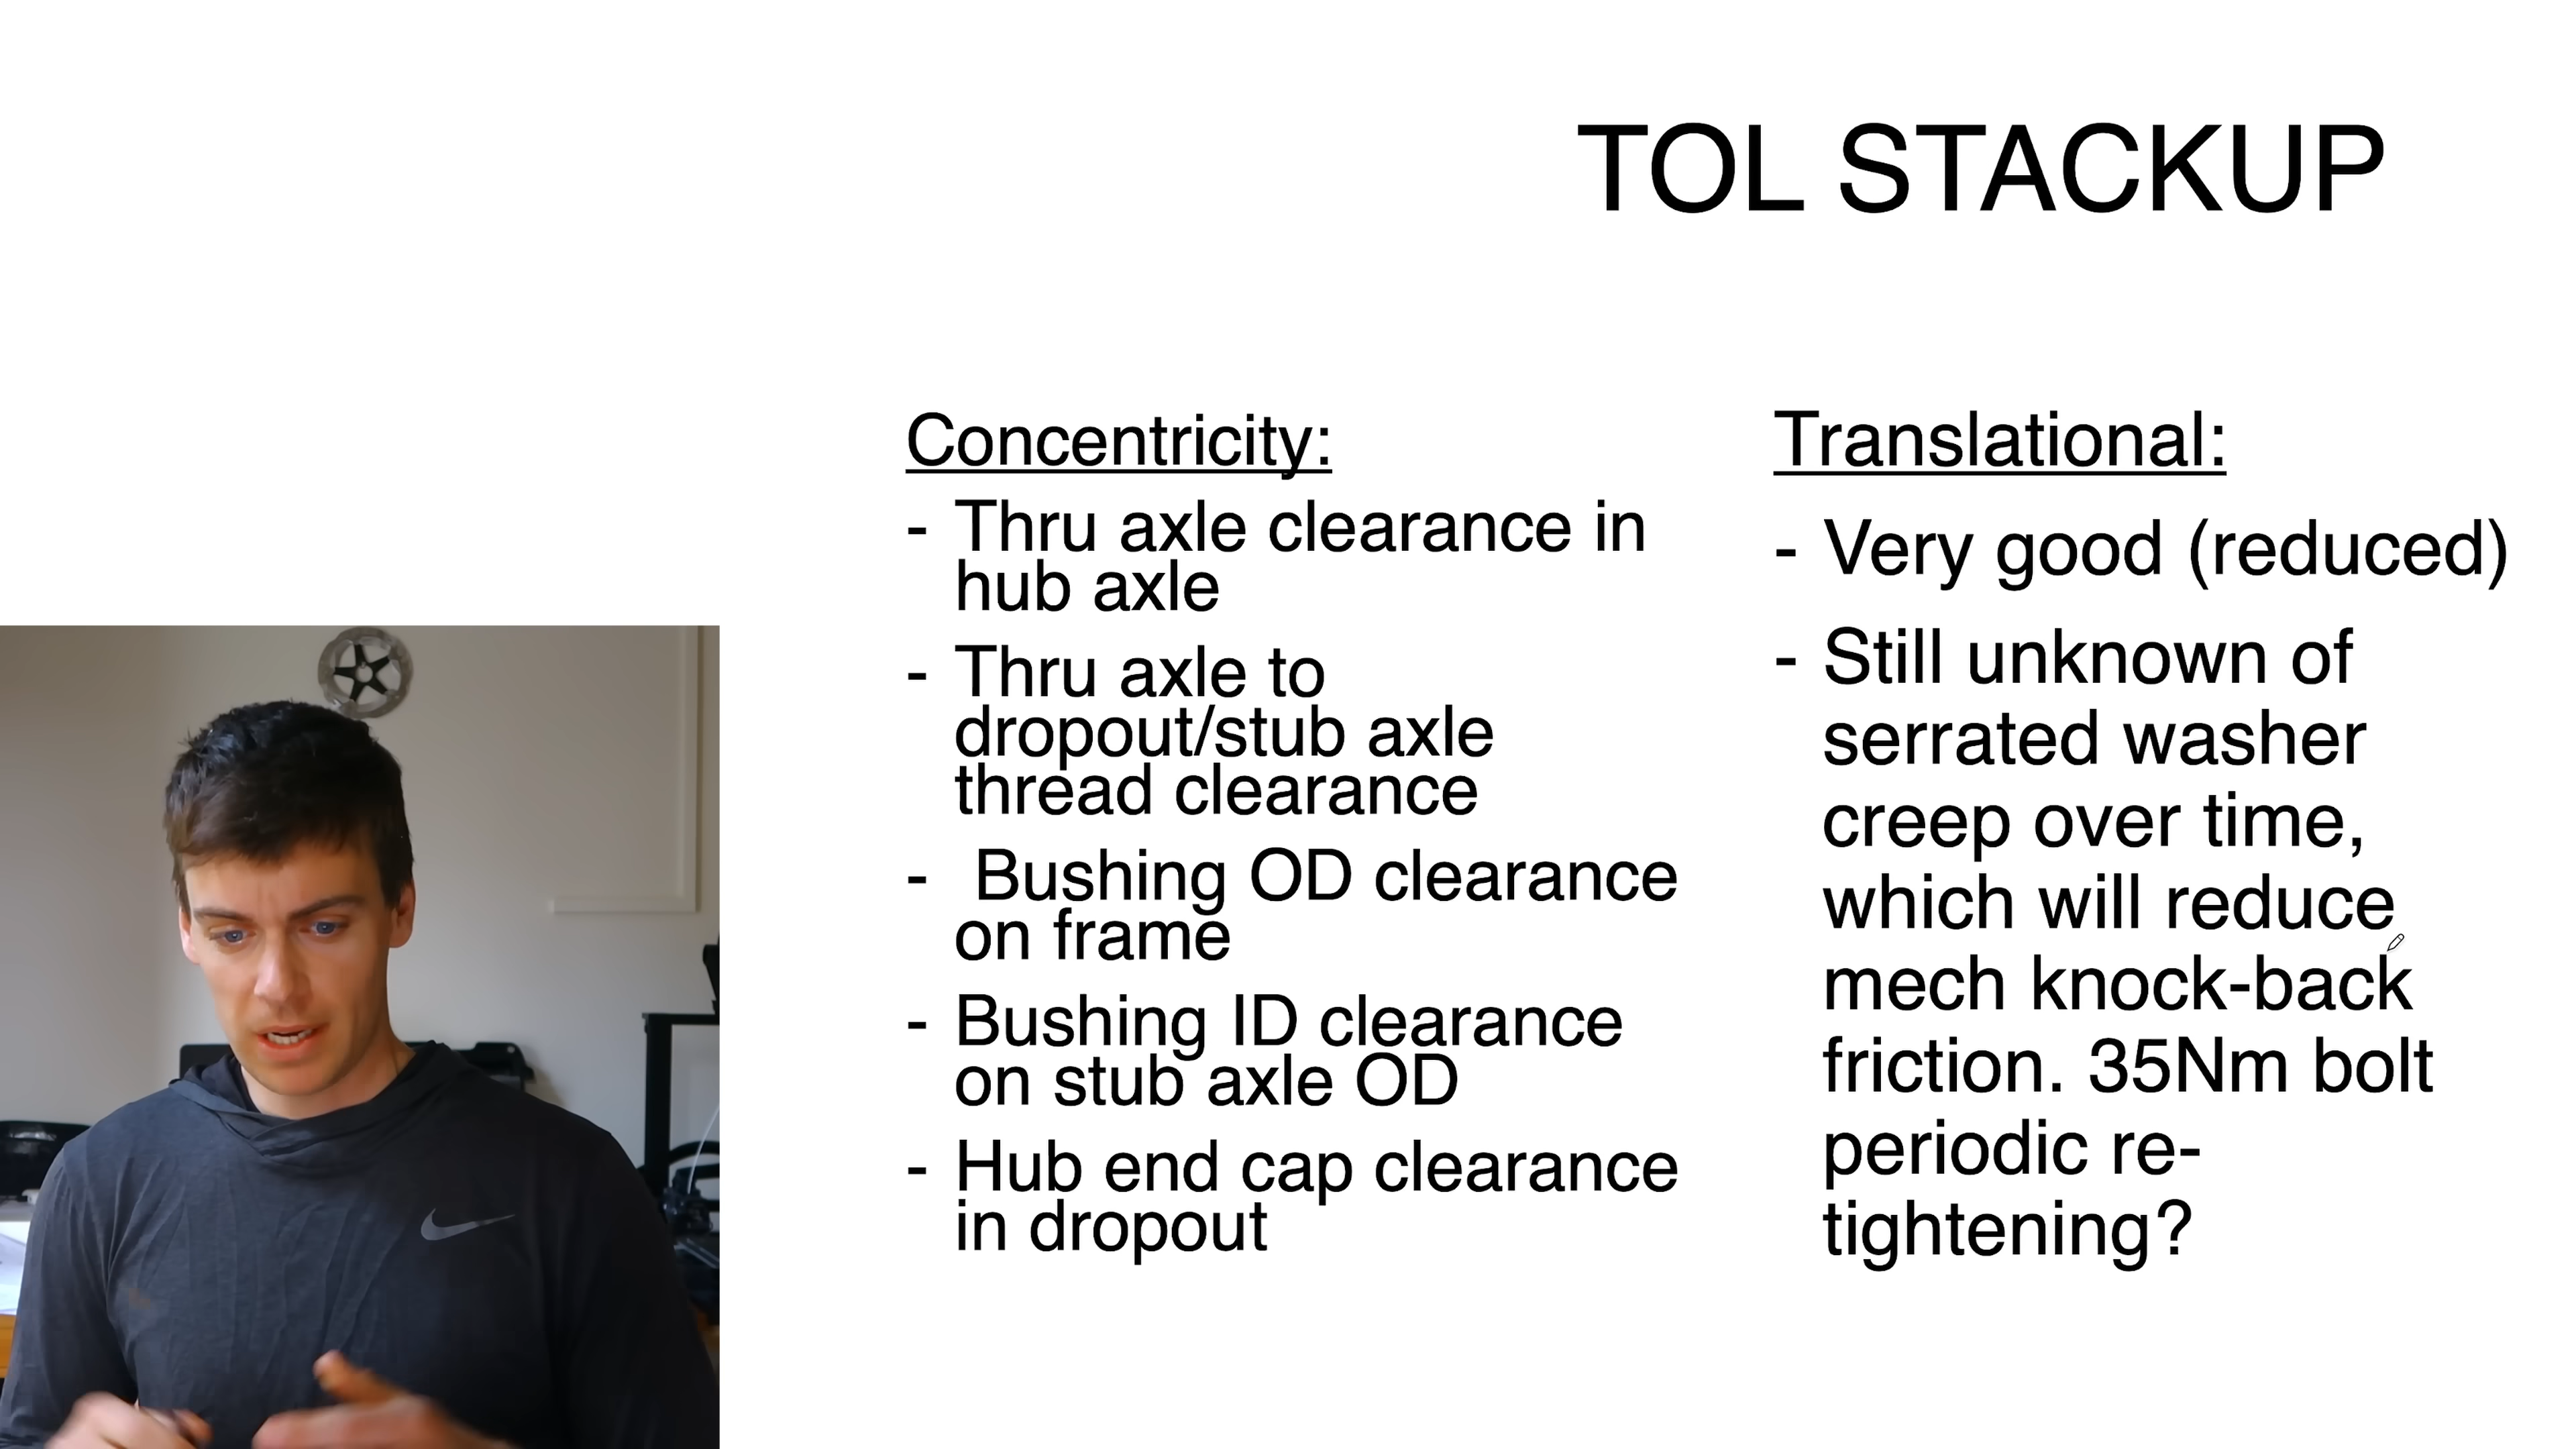 TOL STACKUP
Concentricity:
- Thru axle clearance in
hub axle
- Thru axle to
dropout/stub axle
thread clearance
- Bushing OD clearance
on frame
- Bushing ID clearance
on stub axle OD
- Hub end cap clearance
in dropout
Translational:
- Very good (reduced)
- Still unknown of
serrated washer
creep over time,
which will reduce
mech knock-back
friction. 35Nm bolt
periodic re-
tightening?